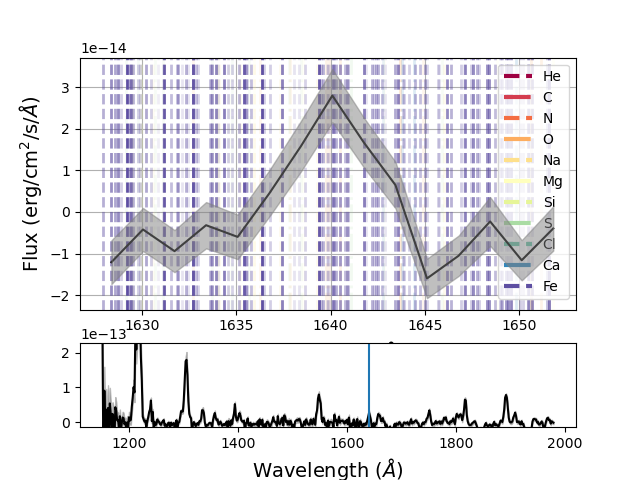 1e−14
3
2
1
0
−1
−2
Flux (erg/cm²/s/Å)
He
C
N
O
Na
Mg
Si
S
Cl
Ca
Fe
1630 1635 1640 1645 1650
1e−13
2
1
0
1200 1400 1600 1800 2000
Wavelength (Å)